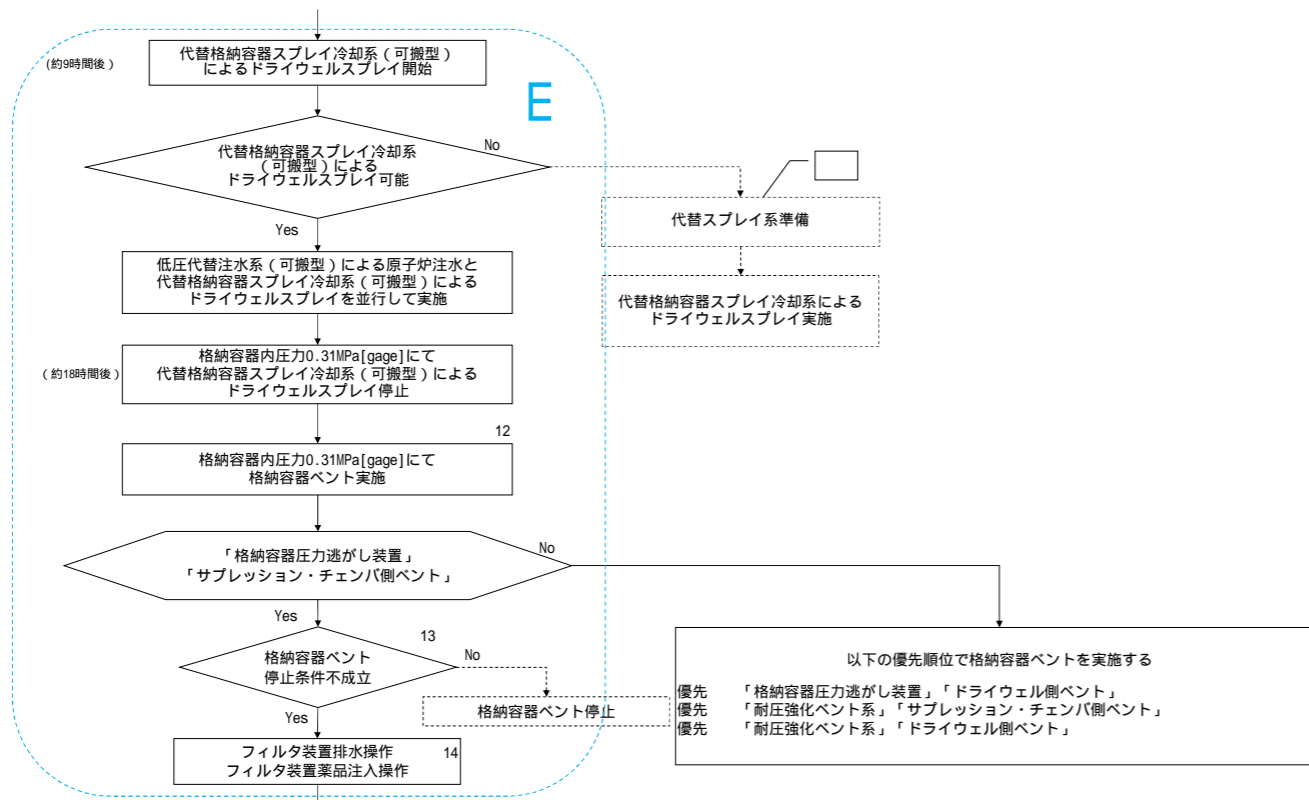 (約9時間後)
代替格納容器スプレイ冷却系(可搬型)
によるドライウェルスプレイ開始
E
代替格納容器スプレイ冷却系
(可搬型)による
ドライウェルスプレイ可能
No
Yes
代替スプレイ系準備
低圧代替注水系(可搬型)による原子炉注水と
代替格納容器スプレイ冷却系(可搬型)による
ドライウェルスプレイを並行して実施
代替格納容器スプレイ冷却系による
ドライウェルスプレイ実施
(約18時間後)
格納容器内圧力0.31MPa[gage]にて
代替格納容器スプレイ冷却系(可搬型)による
ドライウェルスプレイ停止
12
格納容器内圧力0.31MPa[gage]にて
格納容器ベント実施
「格納容器圧力逃がし装置」
「サプレッション・チェンバ側ベント」
No
Yes
13
格納容器ベント
停止条件不成立
No
Yes
格納容器ベント停止
以下の優先順位で格納容器ベントを実施する
優先 「格納容器圧力逃がし装置」「ドライウェル側ベント」
優先 「耐圧強化ベント系」「サプレッション・チェンバ側ベント」
優先 「耐圧強化ベント系」「ドライウェル側ベント」
フィルタ装置排水操作
フィルタ装置薬品注入操作
14